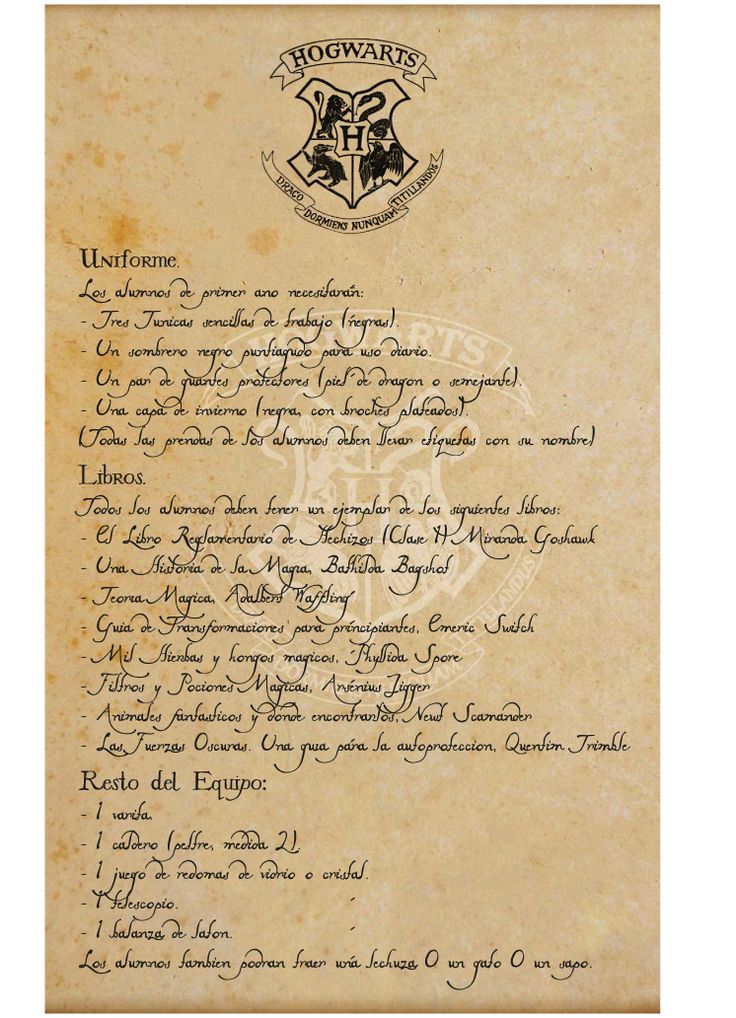 HOGWARTS
H
DRACO DORMIENS NUNQUAM TITILLANDUS
Uniforme.
Los alumnos de primer ano necesitarán:
- Tres Tunicas sencillas de trabajo (negras).
- Un sombrero negro puntiagudo para uso diario.
- Un par de guantes protectores (piel de dragon o semejante).
- Una capa de invierno (negra, con broches plateados).
(Todas las prendas de los alumnos deben llevar etiquetas con su nombre)
Libros.
Todos los alumnos deben tener un ejemplar de los siguientes libros:
- El Libro Reglamentario de Hechizos (Clase 1) Miranda Goshawk
- Una Historia de la Magia, Bathilda Bagshot
- Teoria Magica, Adalbert Waffling
- Guia de Transformaciones para principiantes, Emeric Switch
- Mil Hierbas y hongos magicos, Phyllida Spore
- Filtros y Pociones Magicas, Arsénius Jigger
- Animales fantasticos y donde encontrarlos, Newt Scamander
- Las Fuerzas Oscuras. Una guia para la autoproteccion, Quentim Trimble
Resto del Equipo:
- 1 varita.
- 1 caldero (peltre, medida 2).
- 1 juego de redomas de vidrio o cristal.
- 1 telescopio.
- 1 balanza de laton.
Los alumnos tambien podran traer una lechuza O un gato O un sapo.